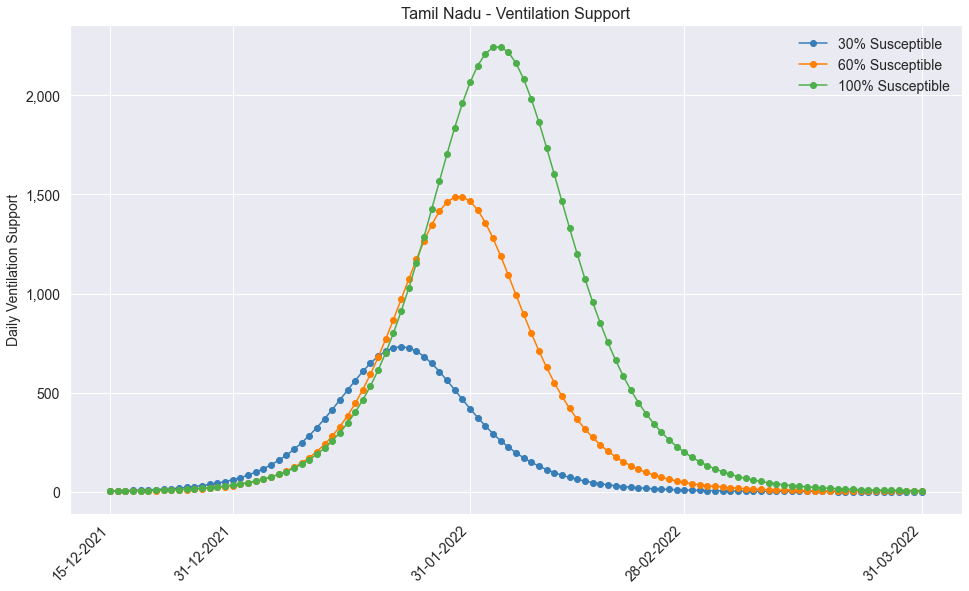 Tamil Nadu - Ventilation Support
30% Susceptible
60% Susceptible
100% Susceptible
Daily Ventilation Support
2,000
1,500
1,000
500
0
15-12-2021
31-12-2021
31-01-2022
28-02-2022
31-03-2022